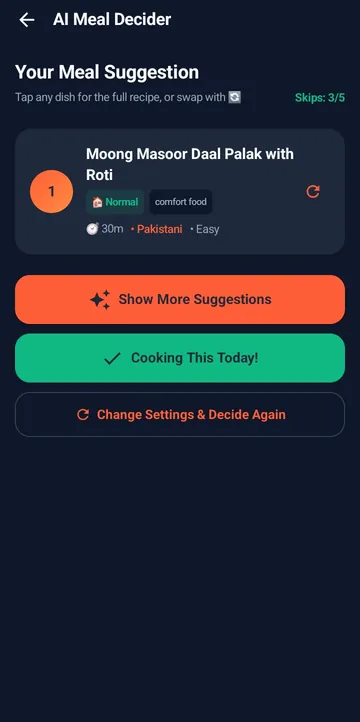 AI Meal Decider
Your Meal Suggestion
Tap any dish for the full recipe, or swap with 🔄
Skips: 3/5
1
Moong Masoor Daal Palak with
Roti
🏠 Normal
comfort food
🕐 30m • Pakistani • Easy
Show More Suggestions
Cooking This Today!
Change Settings & Decide Again